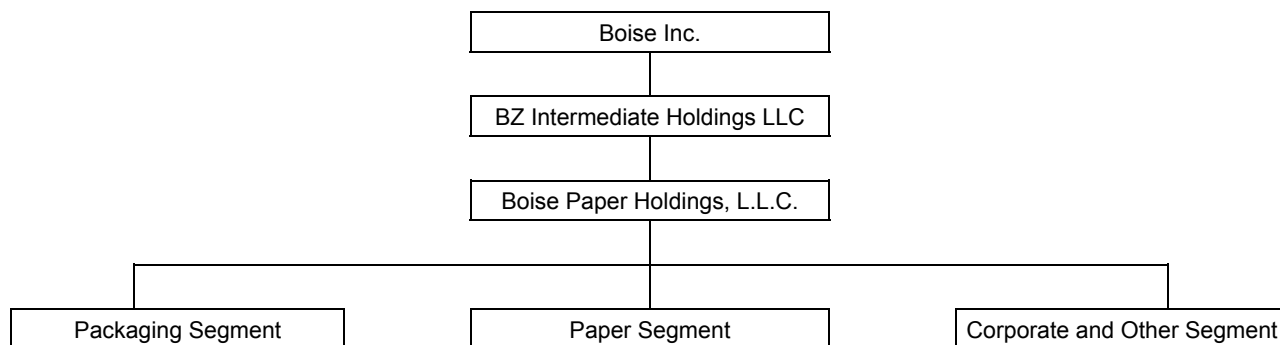 Boise Inc.
BZ Intermediate Holdings LLC
Boise Paper Holdings, L.L.C.
Packaging Segment
Paper Segment
Corporate and Other Segment